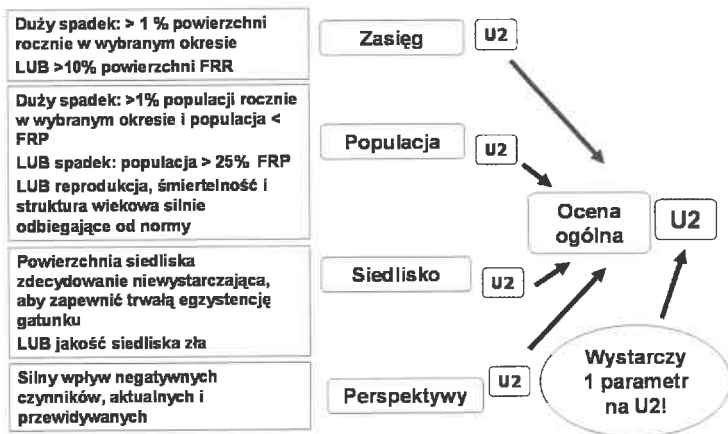 Duży spadek: > 1 % powierzchni
rocznie w wybranym okresie
LUB >10% powierzchni FRR
Zasięg
U2
Duży spadek: >1% populacji rocznie
w wybranym okresie i populacja <
FRP
LUB spadek: populacja > 25% FRP
LUB reprodukcja, śmiertelność i
struktura wiekowa silnie
odbiegające od normy
Populacja
U2
Ocena
ogólna
U2
Powierzchnia siedliska
zdecydowanie niewystarczająca,
aby zapewnić trwałą egzystencję
gatunku
LUB jakość siedliska zła
Siedlisko
U2
Silny wpływ negatywnych
czynników, aktualnych i
przewidywanych
Perspektywy
U2
Wystarczy
1 parametr
na U2!